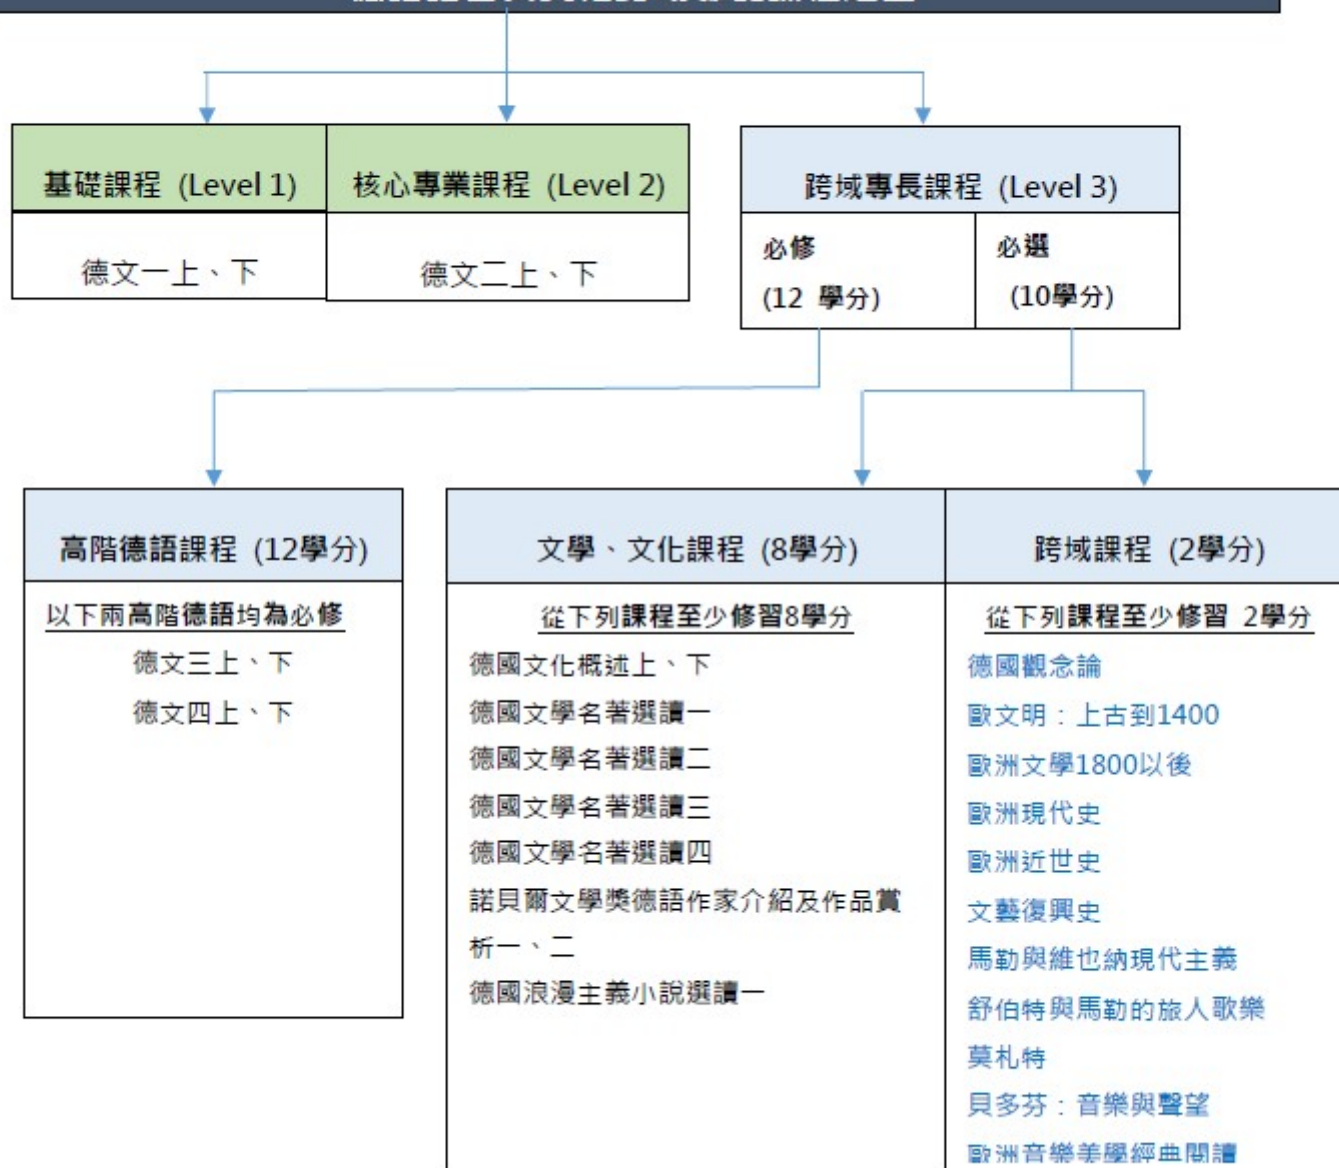 基礎課程 (Level 1)
核心專業課程 (Level 2)
跨域專長課程 (Level 3)
德文一上、下
德文二上、下
必修
(12 學分)
必選
(10學分)
高階德語課程 (12學分)
以下兩高階德語均為必修
德文三上、下
德文四上、下
文學、文化課程 (8學分)
從下列課程至少修習8學分
德國文化概述上、下
德國文學名著選讀一
德國文學名著選讀二
德國文學名著選讀三
德國文學名著選讀四
諾貝爾文學獎德語作家介紹及作品賞
析一、二
德國浪漫主義小說選讀一
跨域課程 (2學分)
從下列課程至少修習 2學分
德國觀念論
歐文明：上古到1400
歐洲文學1800以後
歐洲現代史
歐洲近世史
文藝復興史
馬勒與維也納現代主義
舒伯特與馬勒的旅人歌樂
莫札特
貝多芬：音樂與聲望
歐洲音樂美學經典閱讀